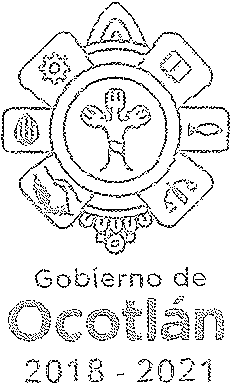 Gobierno de
Ocotlán
2018 - 2021